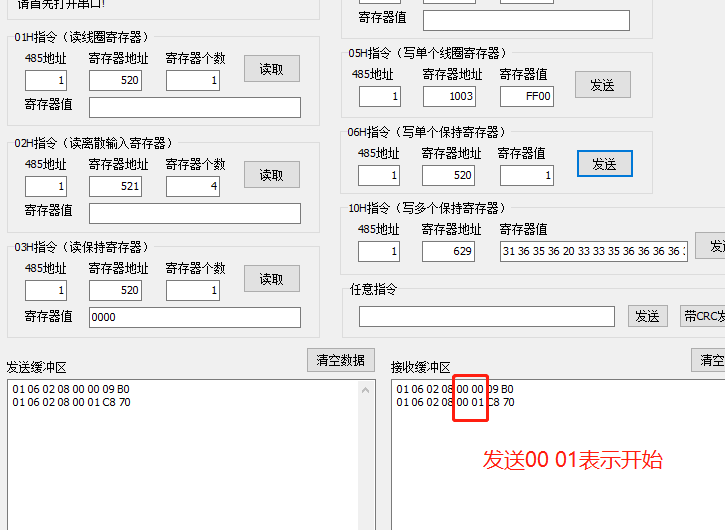 请首先打开串口!
01H指令（读线圈寄存器）
485地址 寄存器地址 寄存器个数
1 520 1 读取
寄存器值
02H指令（读离散输入寄存器）
485地址 寄存器地址 寄存器个数
1 521 4 读取
寄存器值
03H指令（读保持寄存器）
485地址 寄存器地址 寄存器个数
1 520 1 读取
寄存器值 0000
寄存器值
05H指令（写单个线圈寄存器）
485地址 寄存器地址 寄存器值
1 1003 FF00 发送
06H指令（写单个保持寄存器）
485地址 寄存器地址 寄存器值
1 520 1 发送
10H指令（写多个保持寄存器）
485地址 寄存器地址 寄存器值
1 629 31 36 35 36 20 33 33 35 36 36 36 36
任意指令
发送 带CRC发
发送缓冲区 清空数据
01 06 02 08 00 00 09 B0
01 06 02 08 00 01 C8 70
接收缓冲区 清空
01 06 02 08 00 00 09 B0
01 06 02 08 00 01 C8 70
发送00 01表示开始